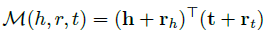 ℳ(h, r, t) = (𝐡 + 𝐫ₕ)^⊤(𝐭 + 𝐫ₜ)